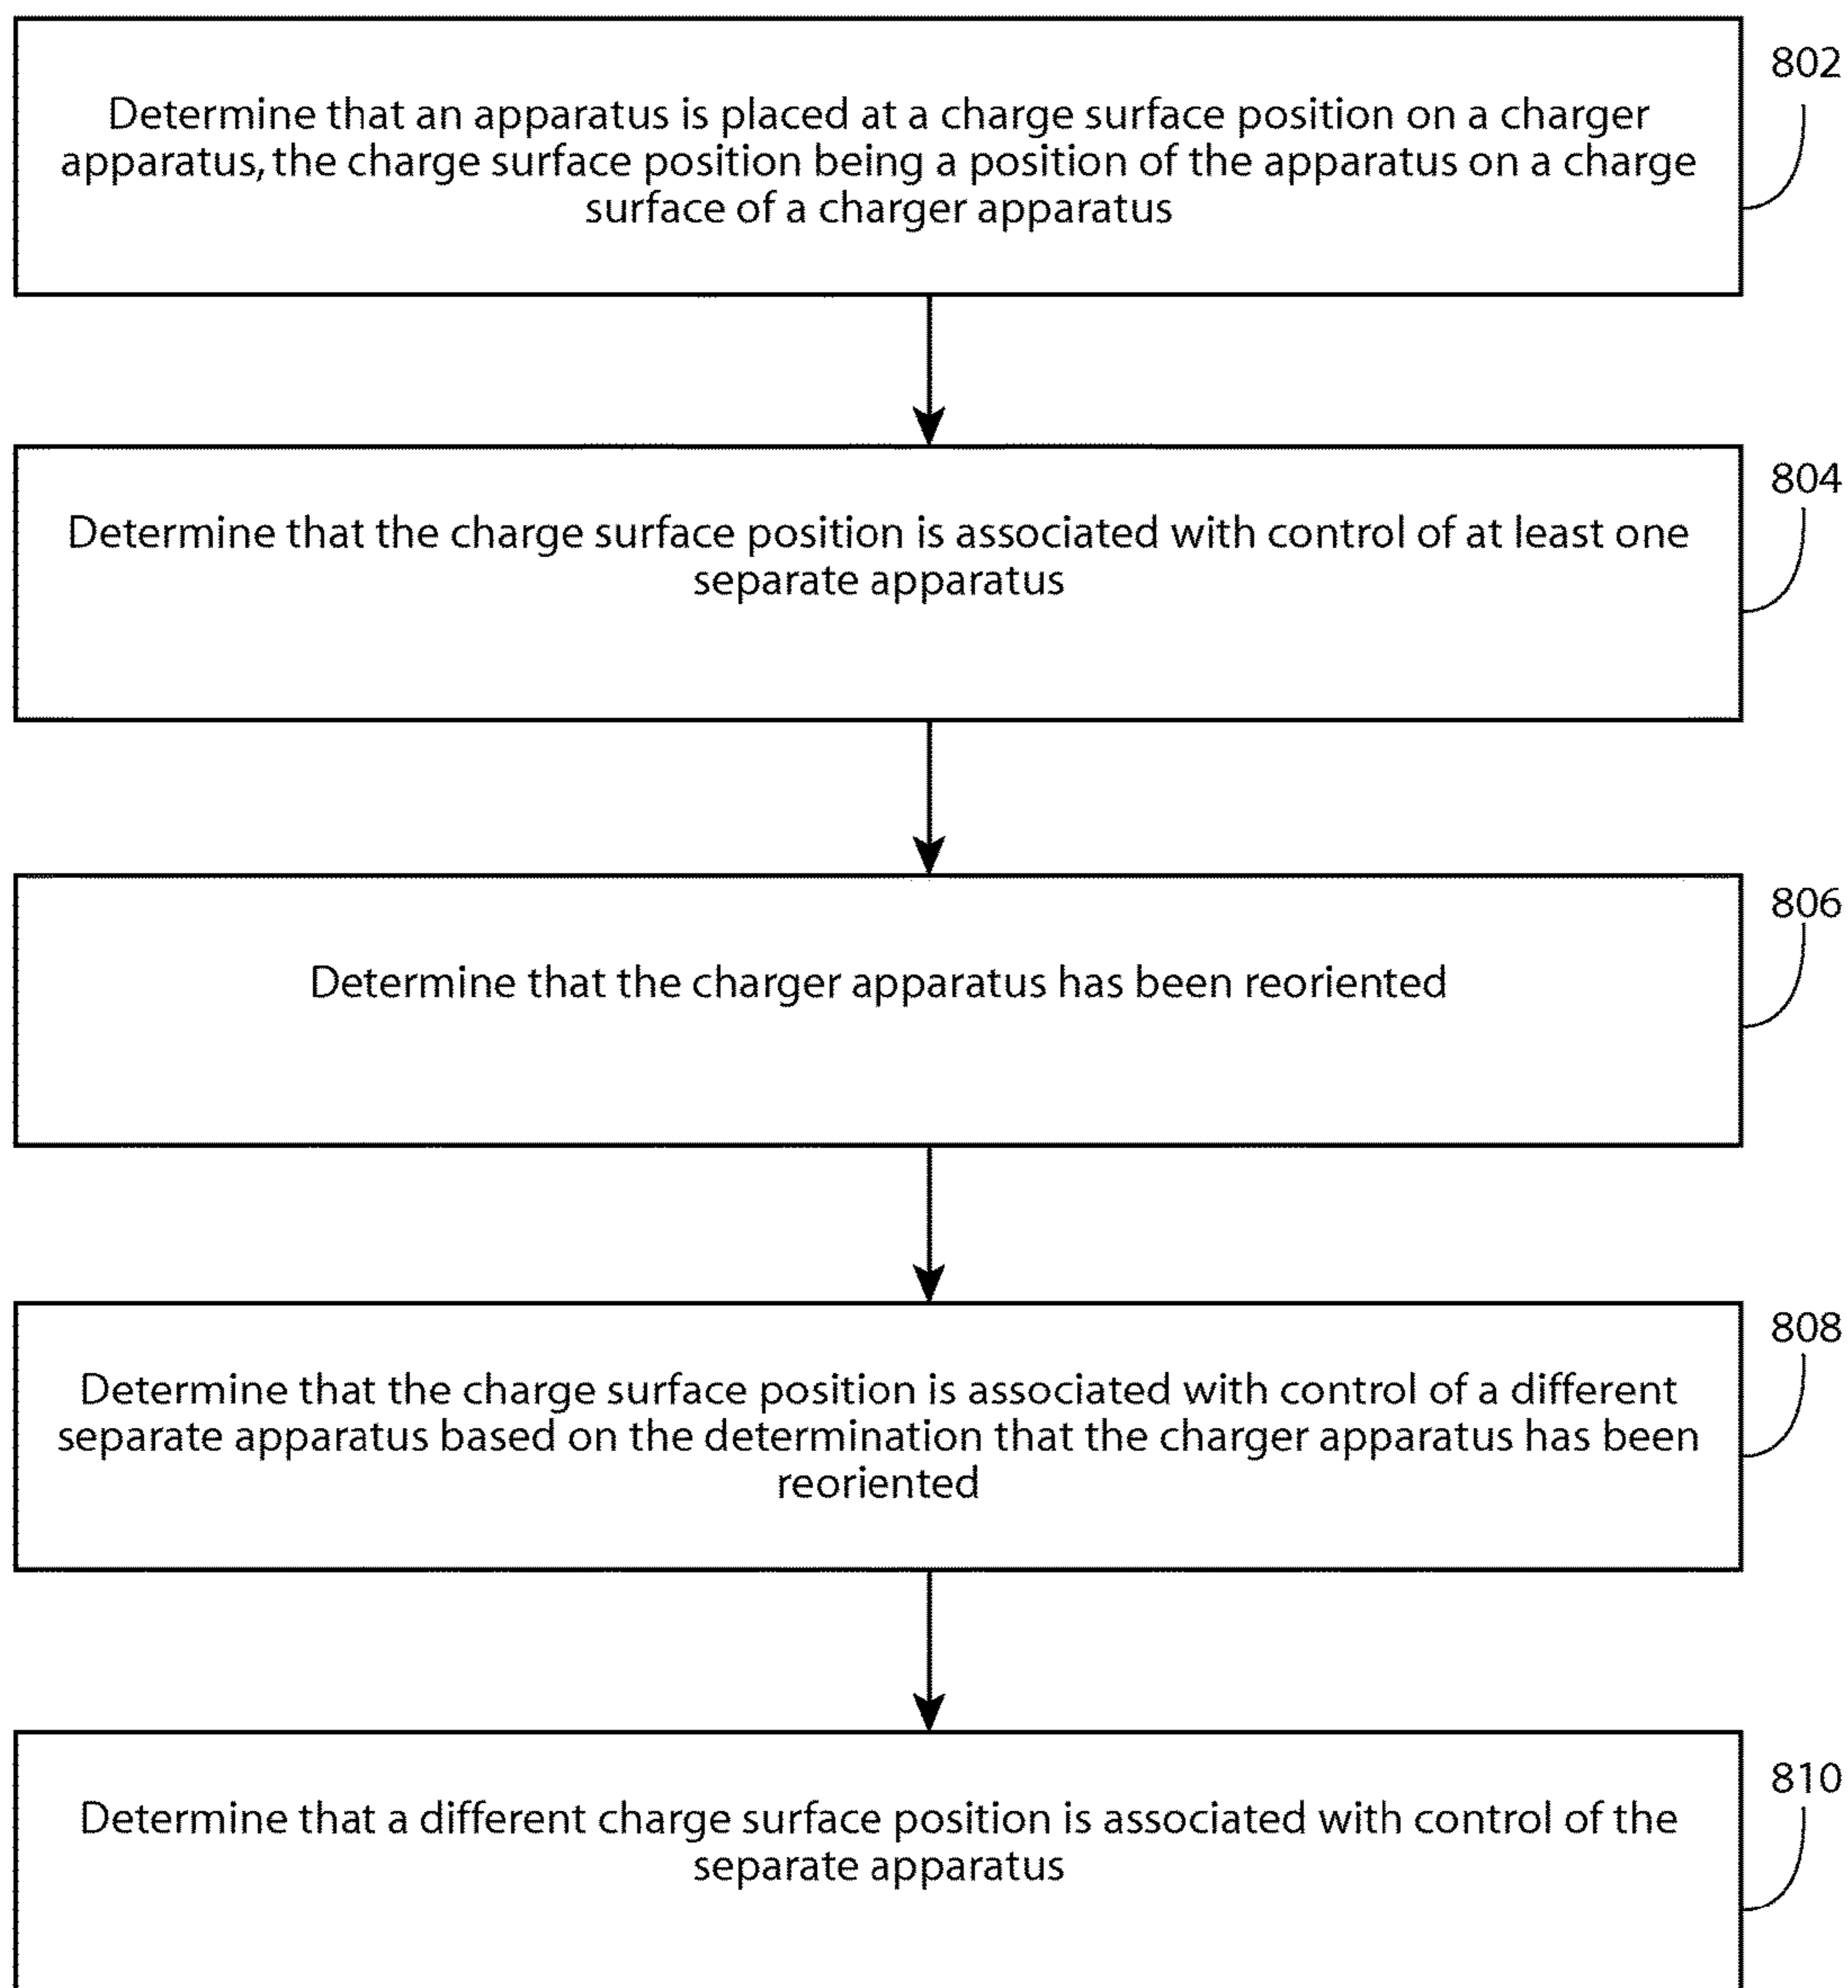 802
Determine that an apparatus is placed at a charge surface position on a charger
apparatus, the charge surface position being a position of the apparatus on a charge
surface of a charger apparatus
804
Determine that the charge surface position is associated with control of at least one
separate apparatus
806
Determine that the charger apparatus has been reoriented
808
Determine that the charge surface position is associated with control of a different
separate apparatus based on the determination that the charger apparatus has been
reoriented
810
Determine that a different charge surface position is associated with control of the
separate apparatus